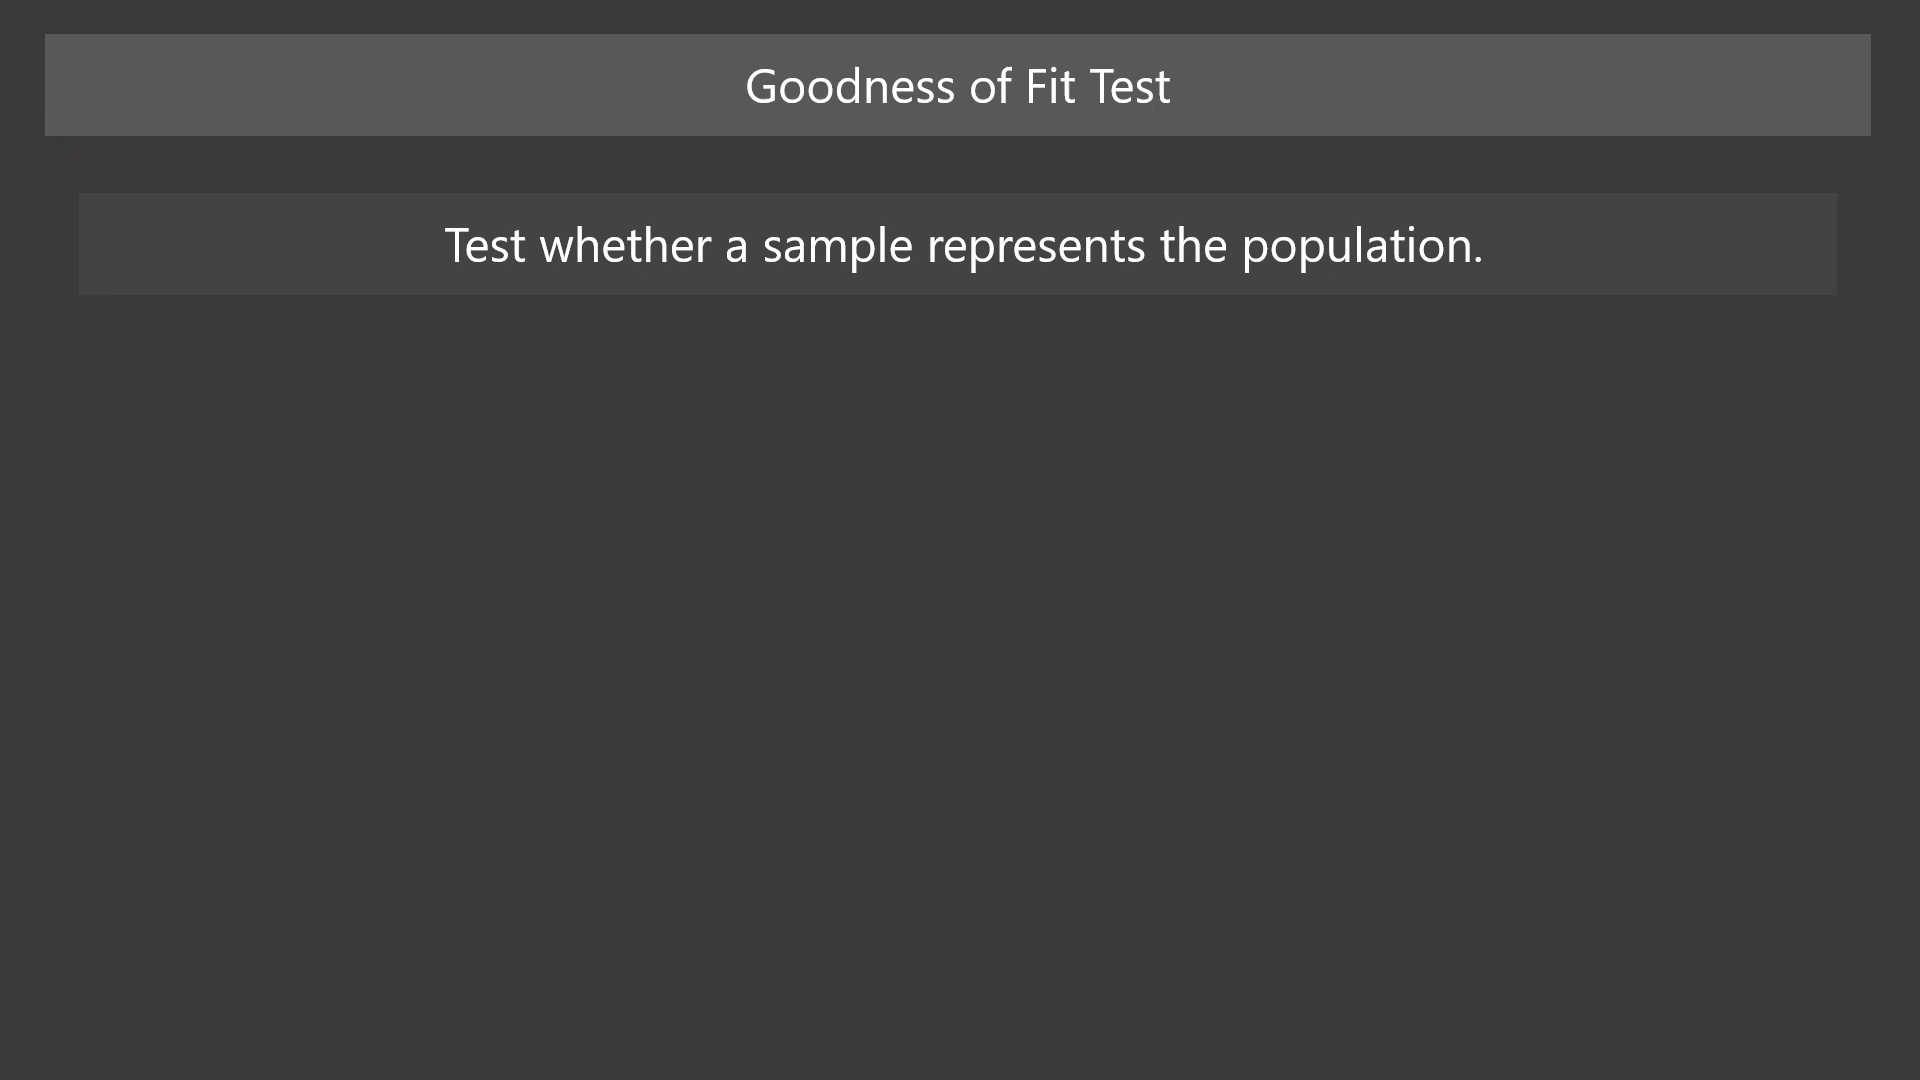 Goodness of Fit Test
Test whether a sample represents the population.